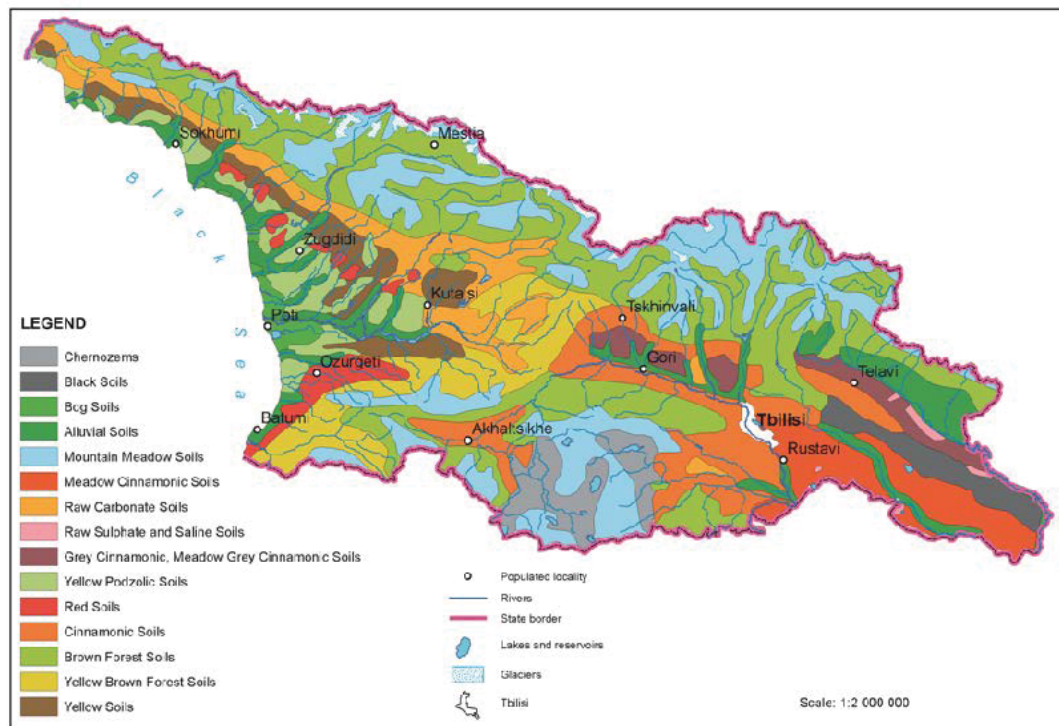 Sokhumi
Mestia
Black Sea
Zugdidi
Kutaisi
Poti
Tskhinvali
Ozurgeti
Gori
Telavi
Batumi
Akhaltsikhe
Tbilisi
Rustavi
LEGEND
Chernozems
Black Soils
Bog Soils
Alluvial Soils
Mountain Meadow Soils
Meadow Cinnamonic Soils
Raw Carbonate Soils
Raw Sulphate and Saline Soils
Grey Cinnamonic, Meadow Grey Cinnamonic Soils
Yellow Podzolic Soils
Red Soils
Cinnamonic Soils
Brown Forest Soils
Yellow Brown Forest Soils
Yellow Soils
Populated locality
Rivers
State border
Lakes and reservoirs
Glaciers
Tbilisi
Scale: 1:2 000 000